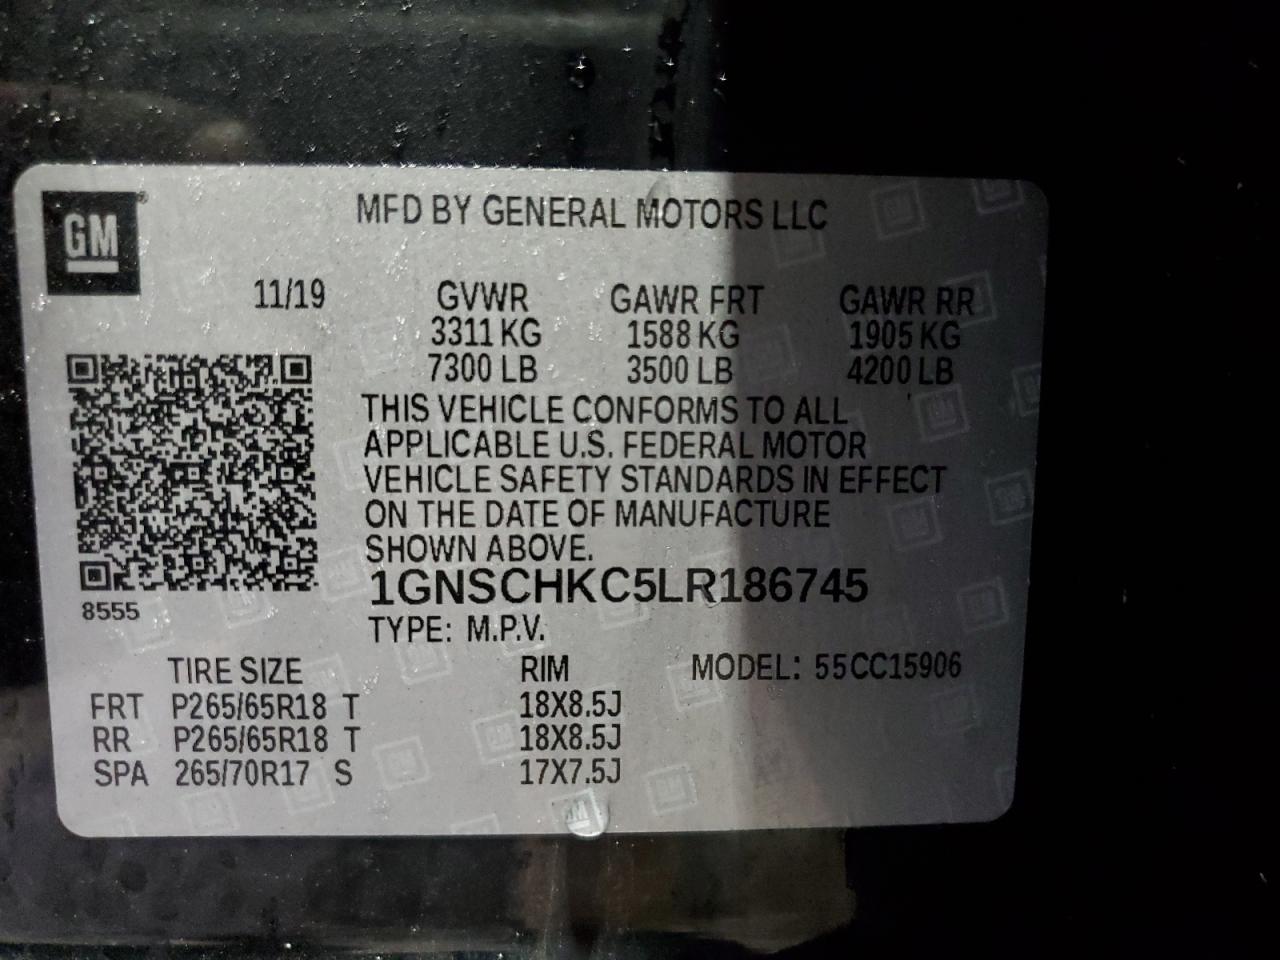 GM
MFD BY GENERAL MOTORS LLC
11/19 GVWR GAWR FRT GAWR RR
3311 KG 1588 KG 1905 KG
7300 LB 3500 LB 4200 LB
THIS VEHICLE CONFORMS TO ALL
APPLICABLE U.S. FEDERAL MOTOR
VEHICLE SAFETY STANDARDS IN EFFECT
ON THE DATE OF MANUFACTURE
SHOWN ABOVE.
1GNSCHKC5LR186745
8555
TYPE: M.P.V.
TIRE SIZE RIM MODEL: 55CC15906
FRT P265/65R18 T 18X8.5J
RR P265/65R18 T 18X8.5J
SPA 265/70R17 S 17X7.5J
GM